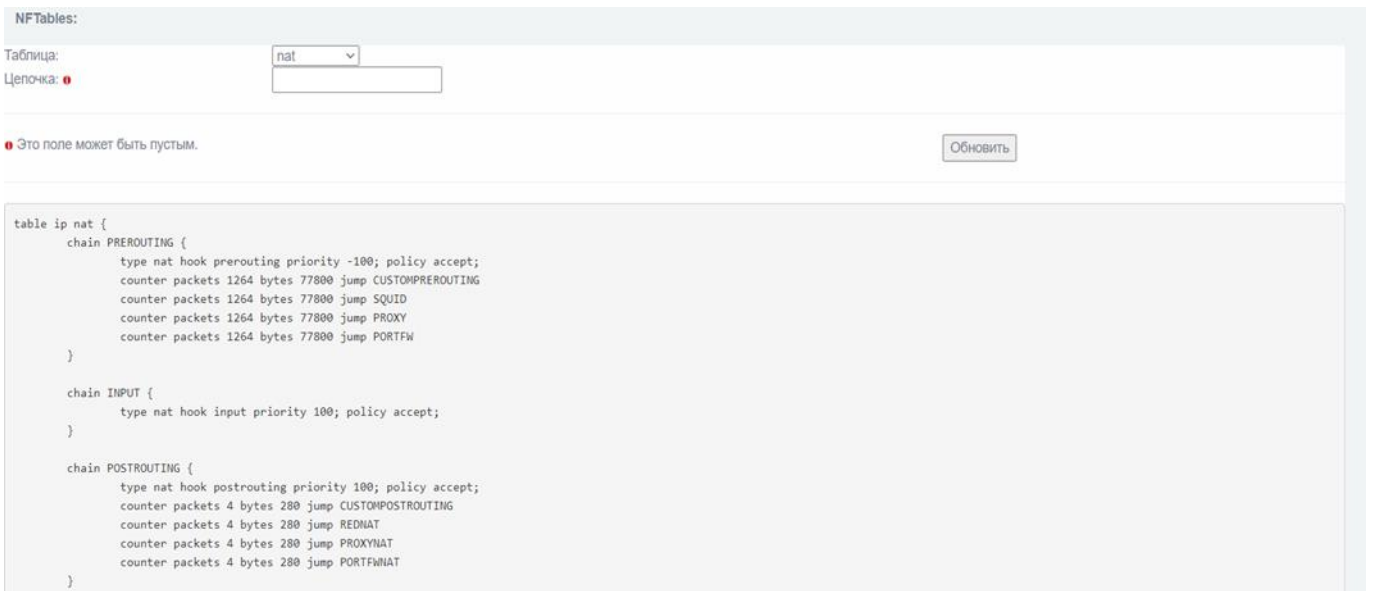 NFTables:
Таблица: nat
Цепочка:
Это поле может быть пустым. Обновить
table ip nat {
chain PREROUTING {
type nat hook prerouting priority -100; policy accept;
counter packets 1264 bytes 77800 jump CUSTOMPREROUTING
counter packets 1264 bytes 77800 jump SQUID
counter packets 1264 bytes 77800 jump PROXY
counter packets 1264 bytes 77800 jump PORTFW
}
chain INPUT {
type nat hook input priority 100; policy accept;
}
chain POSTROUTING {
type nat hook postrouting priority 100; policy accept;
counter packets 4 bytes 280 jump CUSTOMPOSTROUTING
counter packets 4 bytes 280 jump REDNAT
counter packets 4 bytes 280 jump PROXYNAT
counter packets 4 bytes 280 jump PORTFWNAT
}